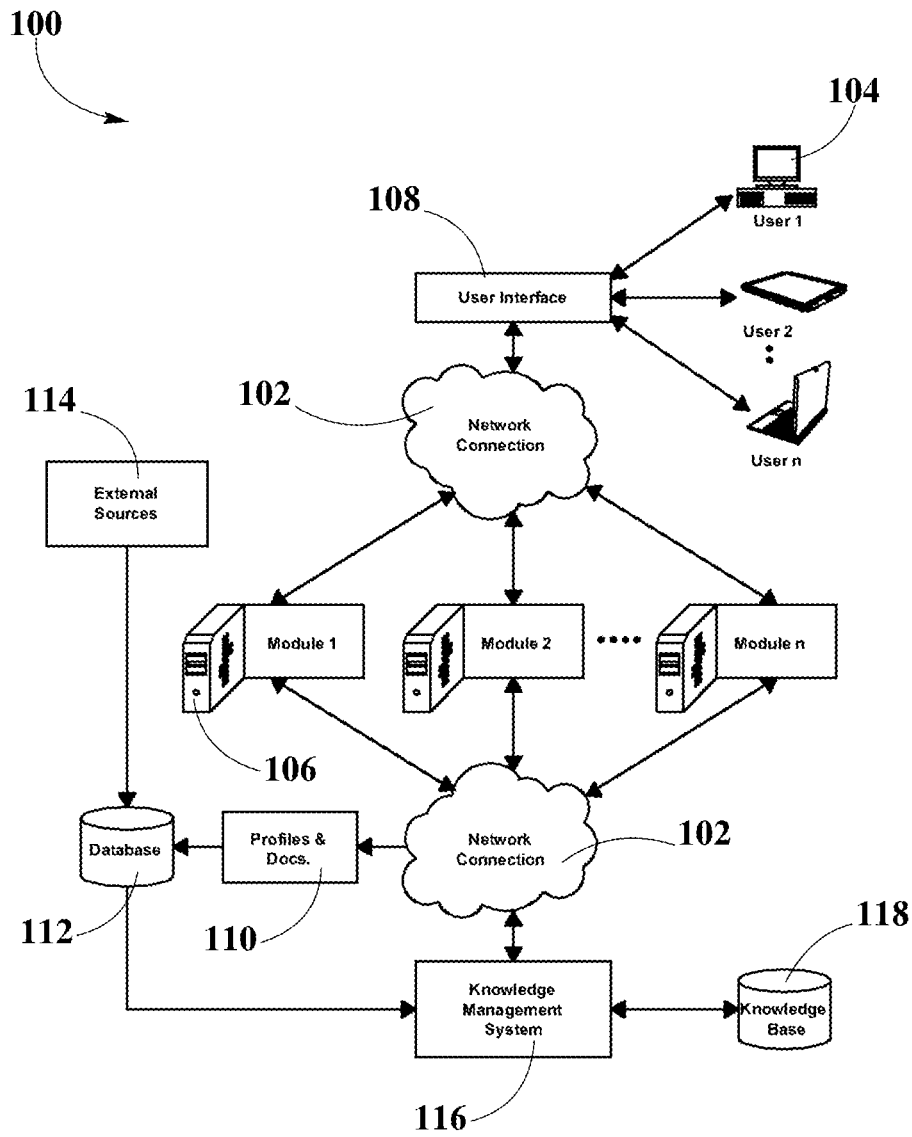 100
104
User 1
108
User Interface
User 2
User n
102
Network
Connection
114
External
Sources
Module 1
Module 2
Module n
106
Database
Profiles &
Docs.
Network
Connection
102
112
110
118
Knowledge
Management
System
Knowledge
Base
116